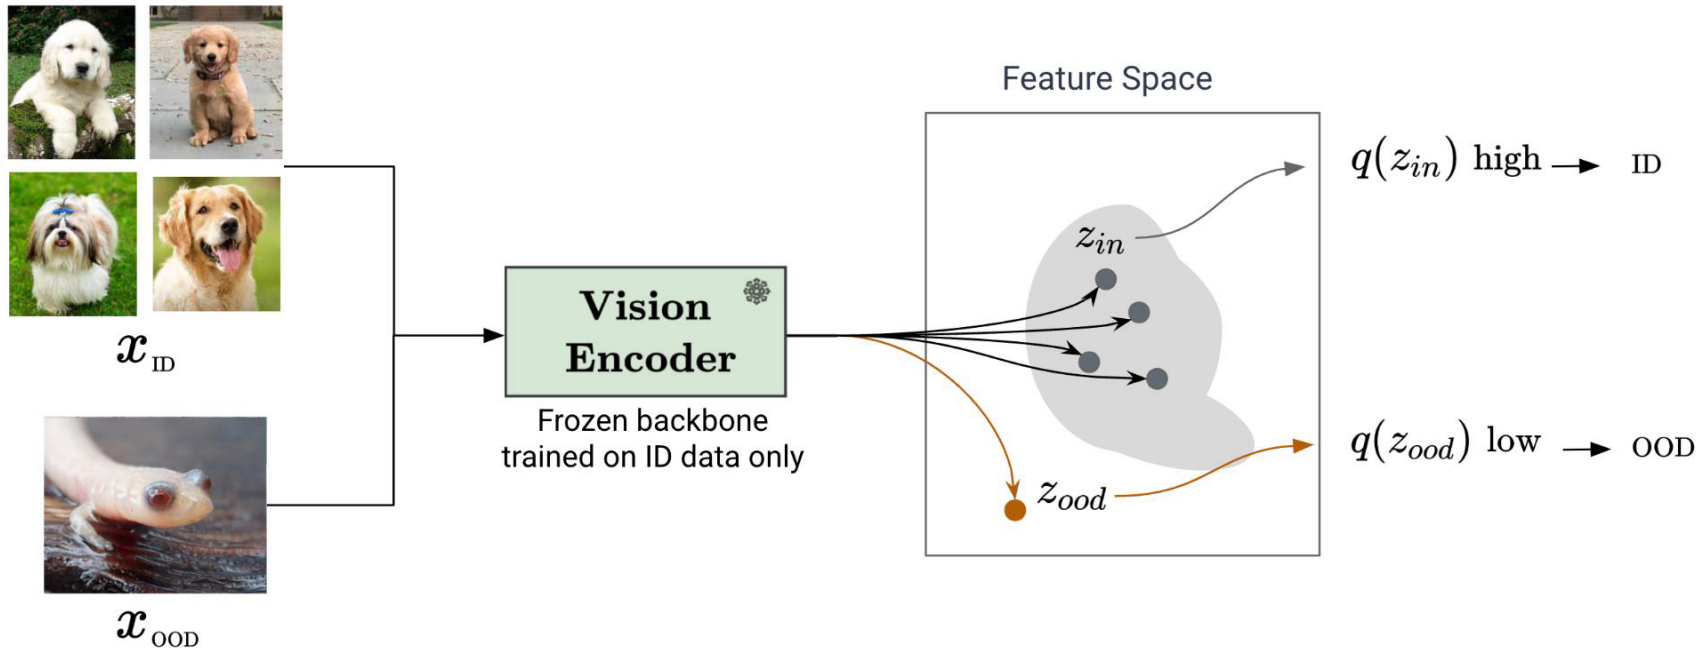 x_ID
x_OOD
Vision
Encoder
Frozen backbone
trained on ID data only
Feature Space
z_in
z_ood
q(z_in) high → ID
q(z_ood) low → OOD